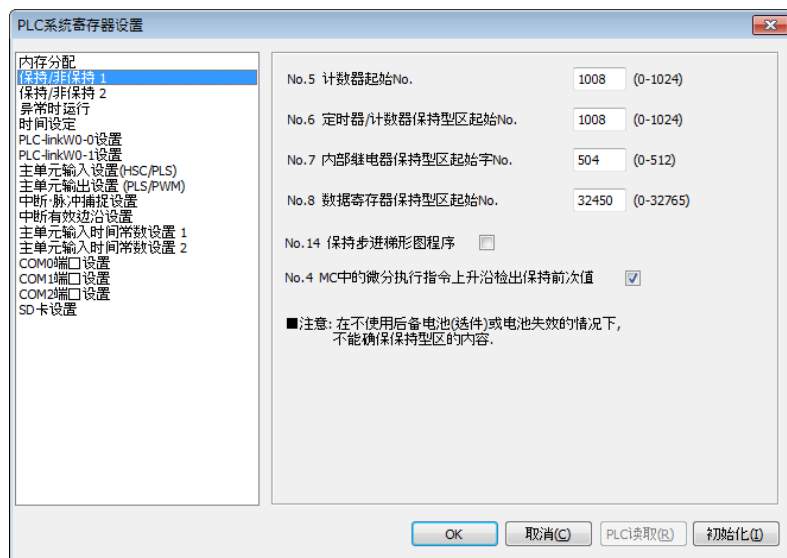 PLC系统寄存器设置
内存分配
保持/非保持 1
保持/非保持 2
异常时运行
时间设定
PLC-linkW0-0设置
PLC-linkW0-1设置
主单元输入设置(HSC/PLS)
主单元输出设置 (PLS/PWM)
中断·脉冲捕捉设置
中断有效边沿设置
主单元输入时间常数设置 1
主单元输入时间常数设置 2
COM0端口设置
COM1端口设置
COM2端口设置
SD卡设置
No.5 计数器起始No. 1008 (0-1024)
No.6 定时器/计数器保持型区起始No. 1008 (0-1024)
No.7 内部继电器保持型区起始字No. 504 (0-512)
No.8 数据寄存器保持型区起始No. 32450 (0-32765)
No.14 保持步进梯形图程序
No.4 MC中的微分执行指令上升沿检出保持前次值
■注意: 在不使用后备电池(选件)或电池失效的情况下,
不能确保保持型区的内容.
OK 取消(C) PLC读取(R) 初始化(I)